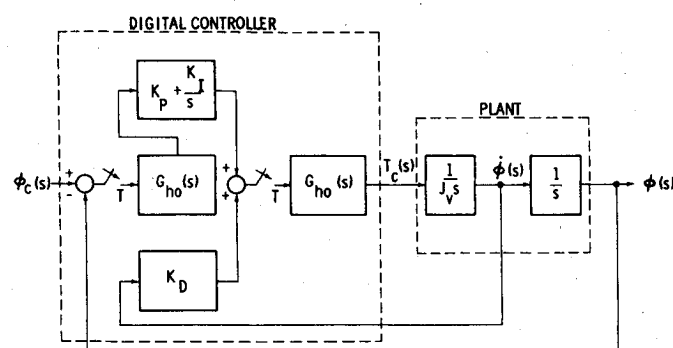 DIGITAL CONTROLLER
K_P + K_I/s
PLANT
ϕ_C(s)
+
-
T
G_ho(s)
+
+
T
G_ho(s)
T_c(s)
1/J_V s
ϕ̇(s)
1/s
ϕ(s)
K_D